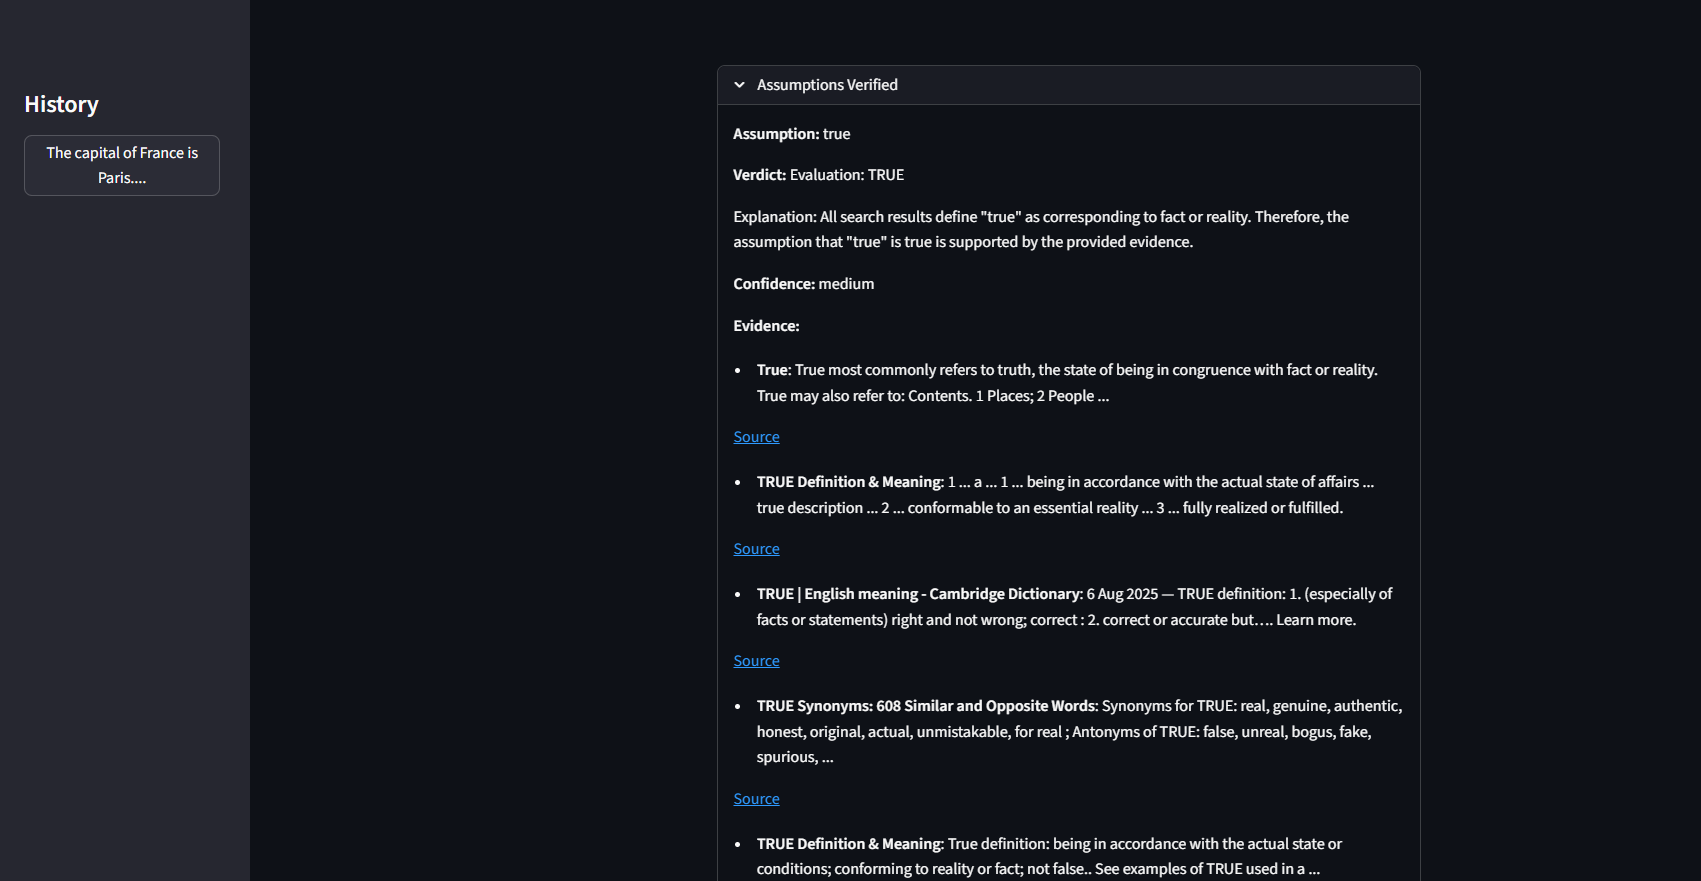 History
The capital of France is
Paris....
Assumptions Verified
Assumption: true
Verdict: Evaluation: TRUE
Explanation: All search results define "true" as corresponding to fact or reality. Therefore, the
assumption that "true" is true is supported by the provided evidence.
Confidence: medium
Evidence:
• True: True most commonly refers to truth, the state of being in congruence with fact or reality.
True may also refer to: Contents. 1 Places; 2 People ...
Source
• TRUE Definition & Meaning: 1 ... a ... 1 ... being in accordance with the actual state of affairs ...
true description ... 2 ... conformable to an essential reality ... 3 ... fully realized or fulfilled.
Source
• TRUE | English meaning - Cambridge Dictionary: 6 Aug 2025 — TRUE definition: 1. (especially of
facts or statements) right and not wrong; correct : 2. correct or accurate but…. Learn more.
Source
• TRUE Synonyms: 608 Similar and Opposite Words: Synonyms for TRUE: real, genuine, authentic,
honest, original, actual, unmistakable, for real ; Antonyms of TRUE: false, unreal, bogus, fake,
spurious, ...
Source
• TRUE Definition & Meaning: True definition: being in accordance with the actual state or
conditions; conforming to reality or fact; not false.. See examples of TRUE used in a ...